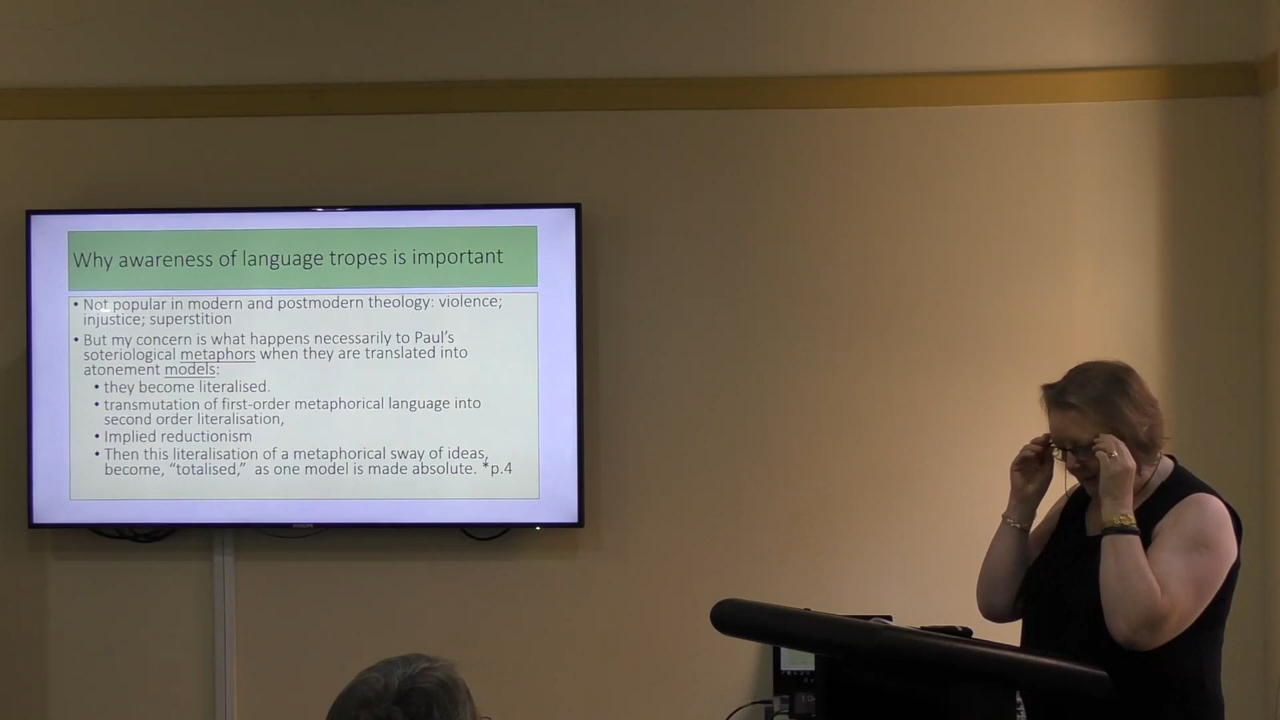 Why awareness of language tropes is important
• Not popular in modern and postmodern theology: violence;
injustice; superstition
• But my concern is what happens necessarily to Paul's
soteriological metaphors when they are translated into
atonement models:
• they become literalised.
• transmutation of first-order metaphorical language into
second order literalisation,
• Implied reductionism
• Then this literalisation of a metaphorical sway of ideas,
become, “totalised,” as one model is made absolute. *p.4
PHILIPS